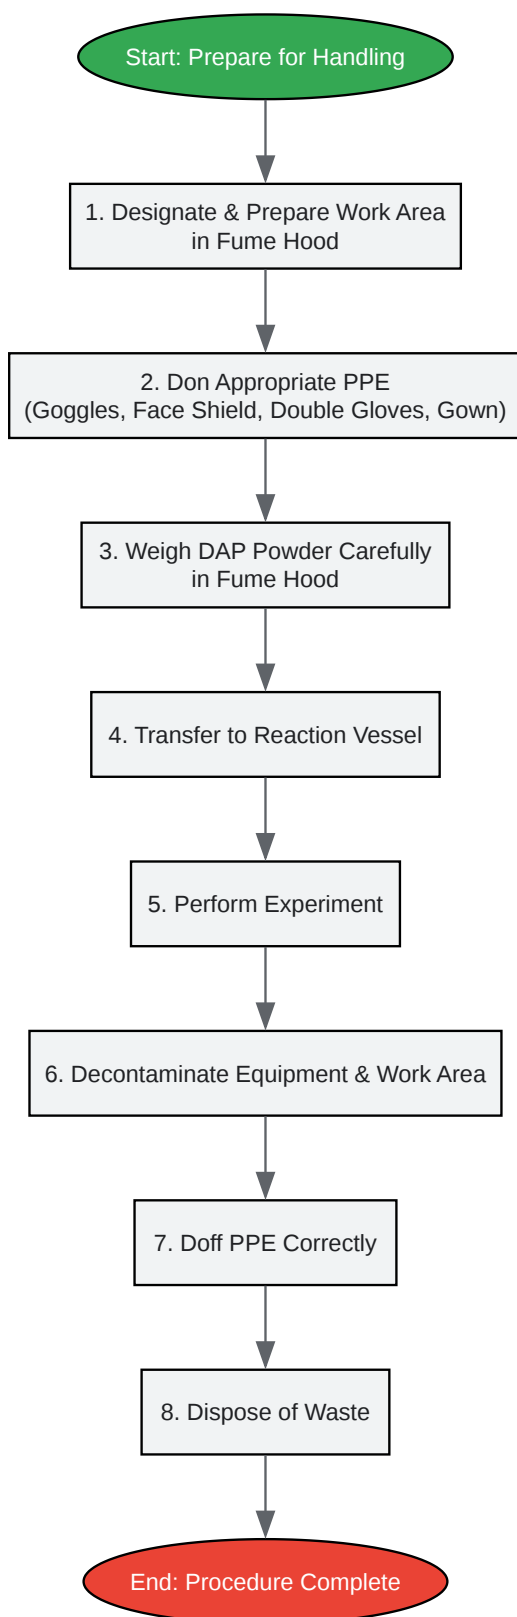 Start: Prepare for Handling
1. Designate & Prepare Work Area
in Fume Hood
2. Don Appropriate PPE
(Goggles, Face Shield, Double Gloves, Gown)
3. Weigh DAP Powder Carefully
in Fume Hood
4. Transfer to Reaction Vessel
5. Perform Experiment
6. Decontaminate Equipment & Work Area
7. Doff PPE Correctly
8. Dispose of Waste
End: Procedure Complete